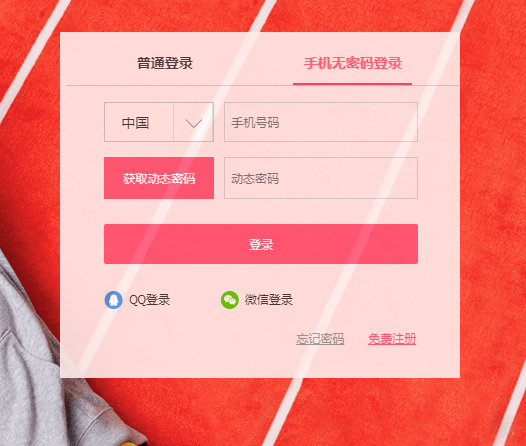 普通登录 手机无密码登录
中国 手机号码
获取动态密码 动态密码
登录
QQ登录 微信登录
忘记密码 免费注册